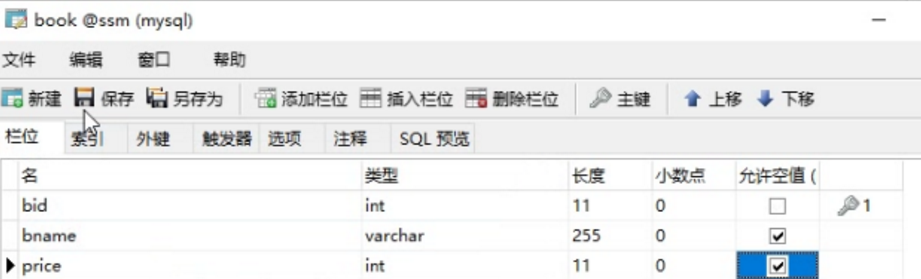 book @ssm (mysql)
文件 编辑 窗口 帮助
新建 保存 另存为 添加栏位 插入栏位 删除栏位 主键 上移 下移
栏位 索引 外键 触发器 选项 注释 SQL 预览
名 类型 长度 小数点 允许空值 (
bid int 11 0 1
bname varchar 255 0
price int 11 0